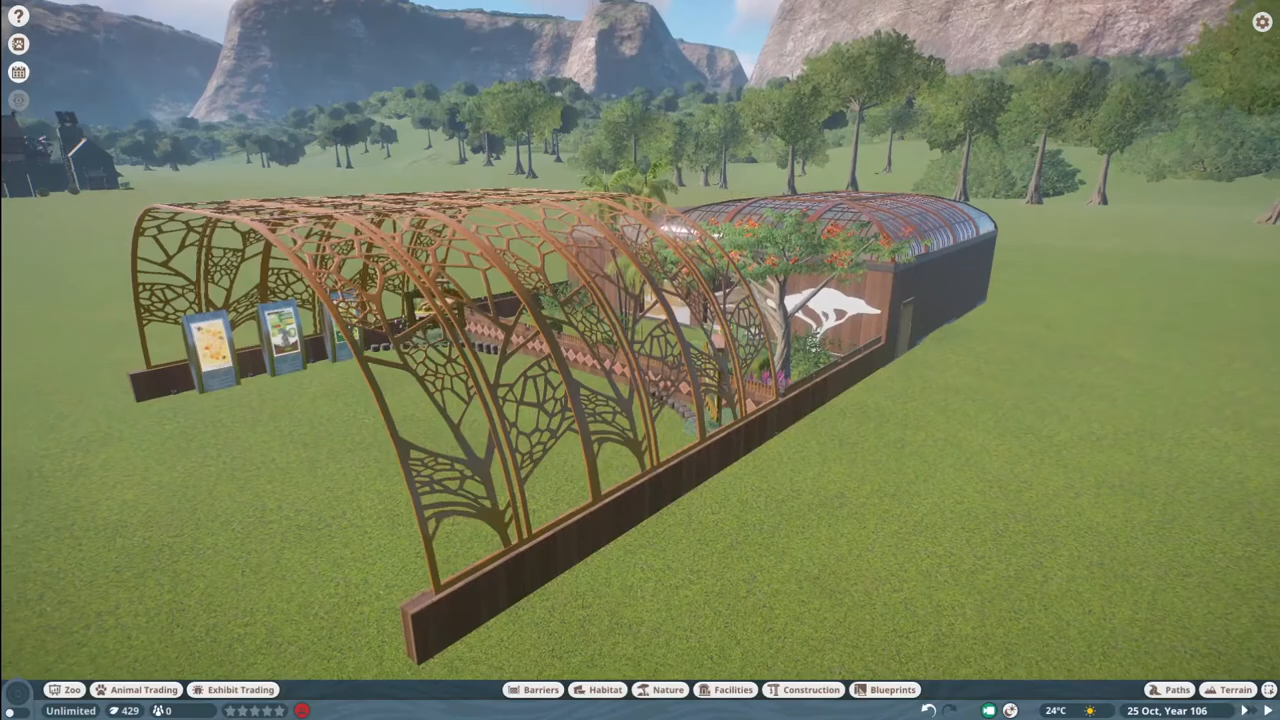 ?
Zoo
Animal Trading
Exhibit Trading
Barriers
Habitat
Nature
Facilities
Construction
Blueprints
Paths
Terrain
Unlimited
429
0
24°C
25 Oct, Year 106